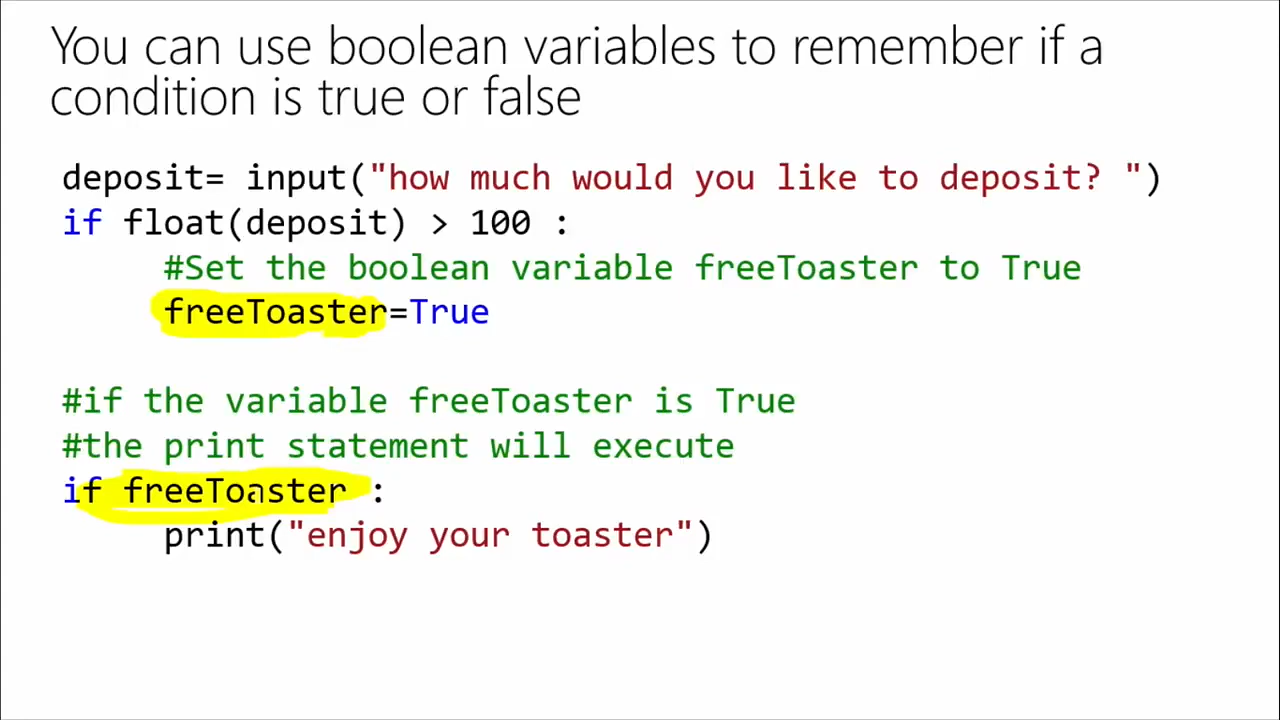 You can use boolean variables to remember if a
condition is true or false
deposit= input("how much would you like to deposit? ")
if float(deposit) > 100 :
#Set the boolean variable freeToaster to True
freeToaster=True
#if the variable freeToaster is True
#the print statement will execute
if freeToaster :
print("enjoy your toaster")